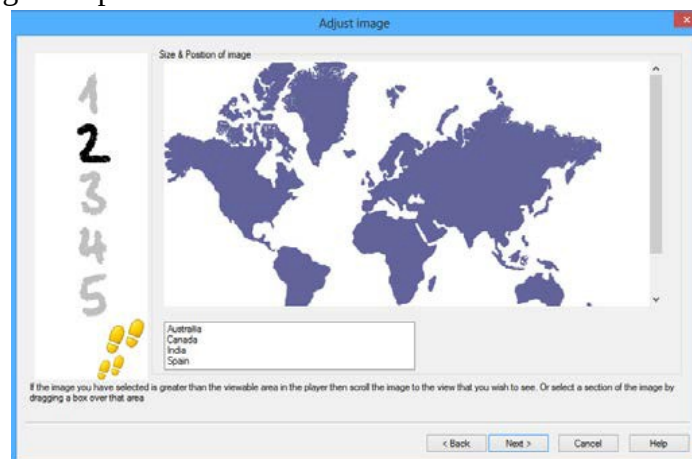 Adjust image
Size & Position of image
1
2
3
4
5
Australlia
Canada
India
Spain
If the image you have selected is greater than the viewable area in the player then scroll the image to the view that you wish to see. Or select a section of the image by
dragging a box over that area
< Back
Next >
Cancel
Help